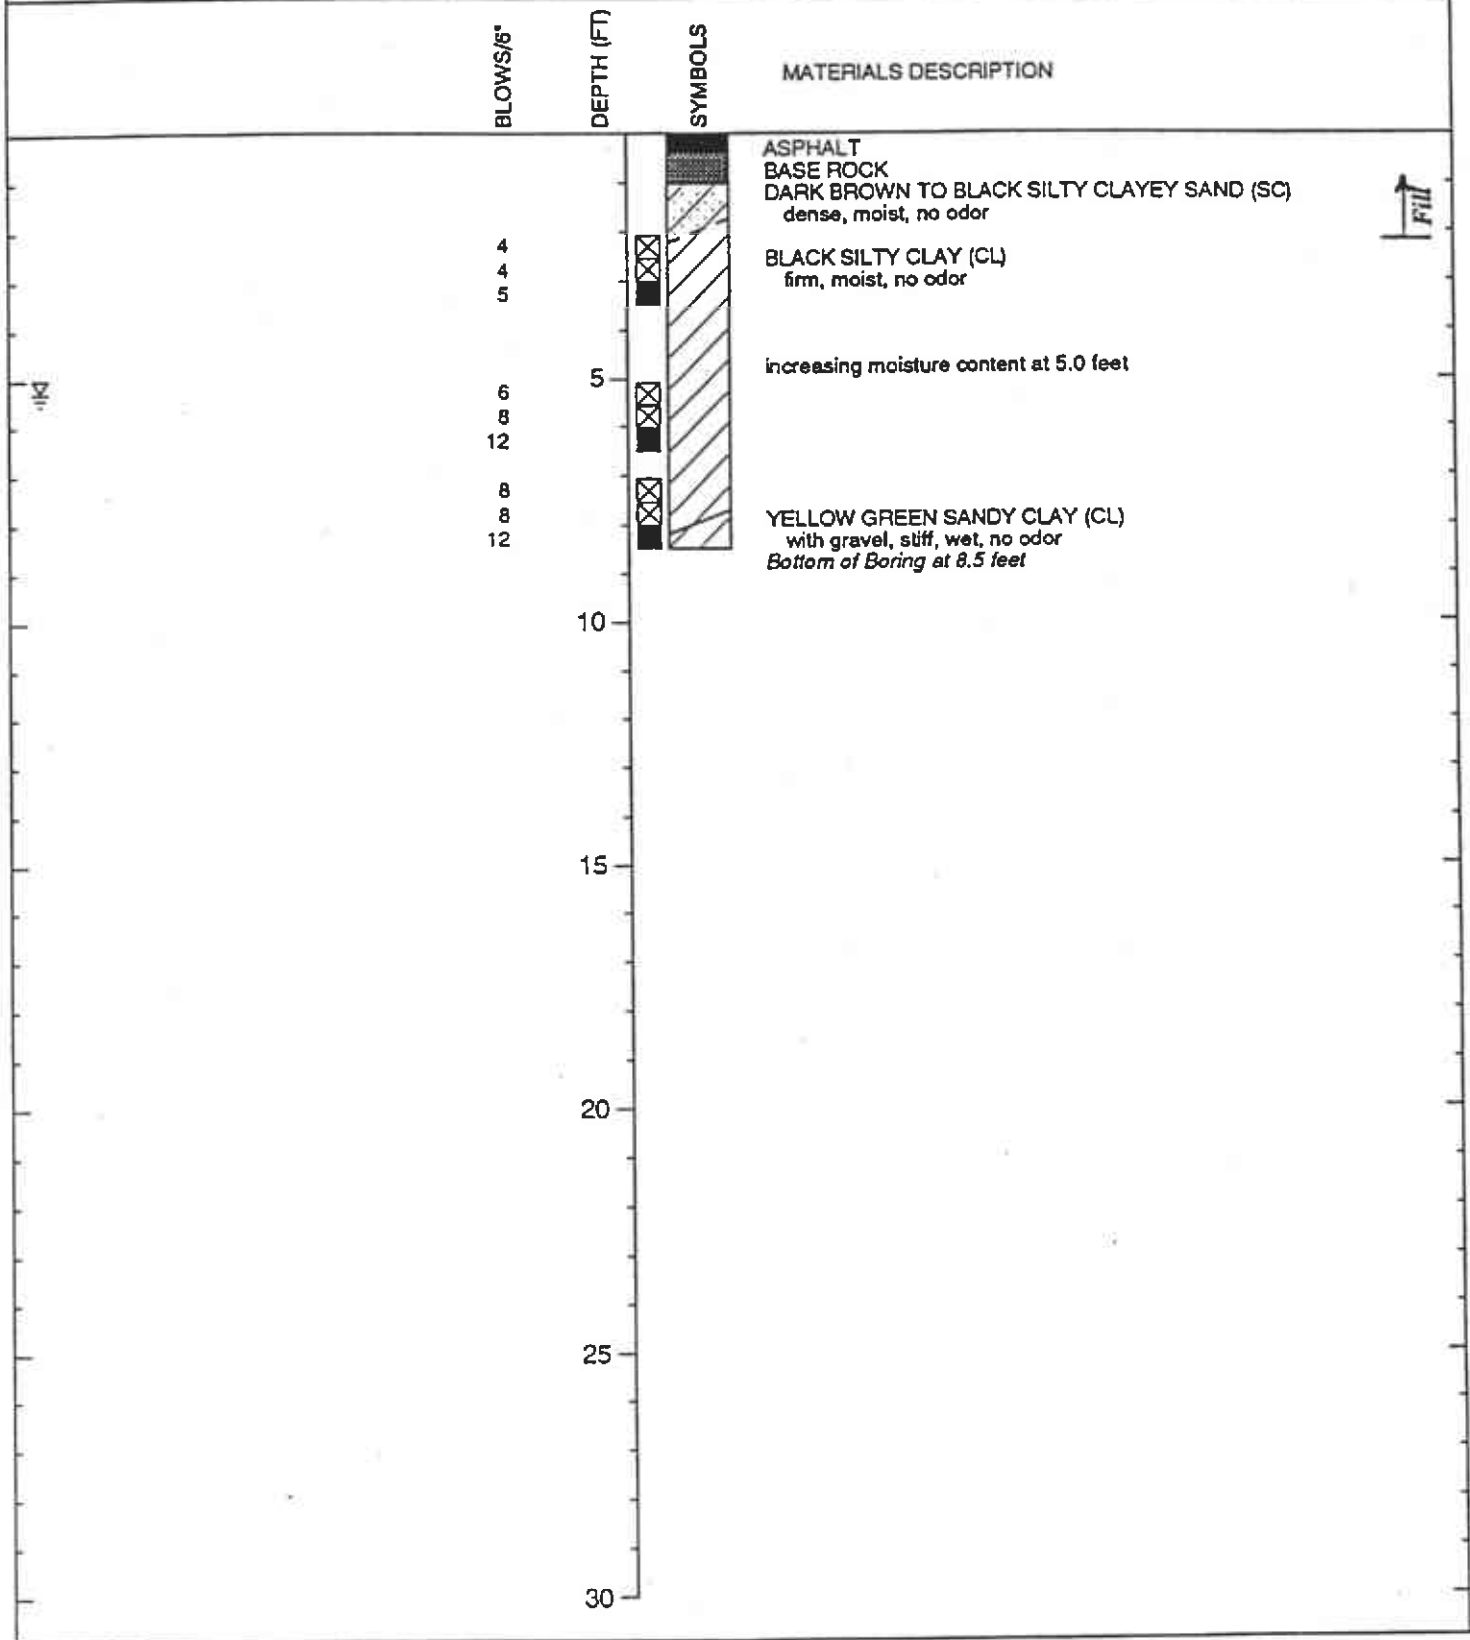 BLOWS/6"
DEPTH (FT)
SYMBOLS
MATERIALS DESCRIPTION
ASPHALT
BASE ROCK
DARK BROWN TO BLACK SILTY CLAYEY SAND (SC)
dense, moist, no odor
Fill
4
BLACK SILTY CLAY (CL)
4
firm, moist, no odor
5
increasing moisture content at 5.0 feet
5
6
8
12
8
8
YELLOW GREEN SANDY CLAY (CL)
12
with gravel, stiff, wet, no odor
Bottom of Boring at 8.5 feet
10
15
20
25
30